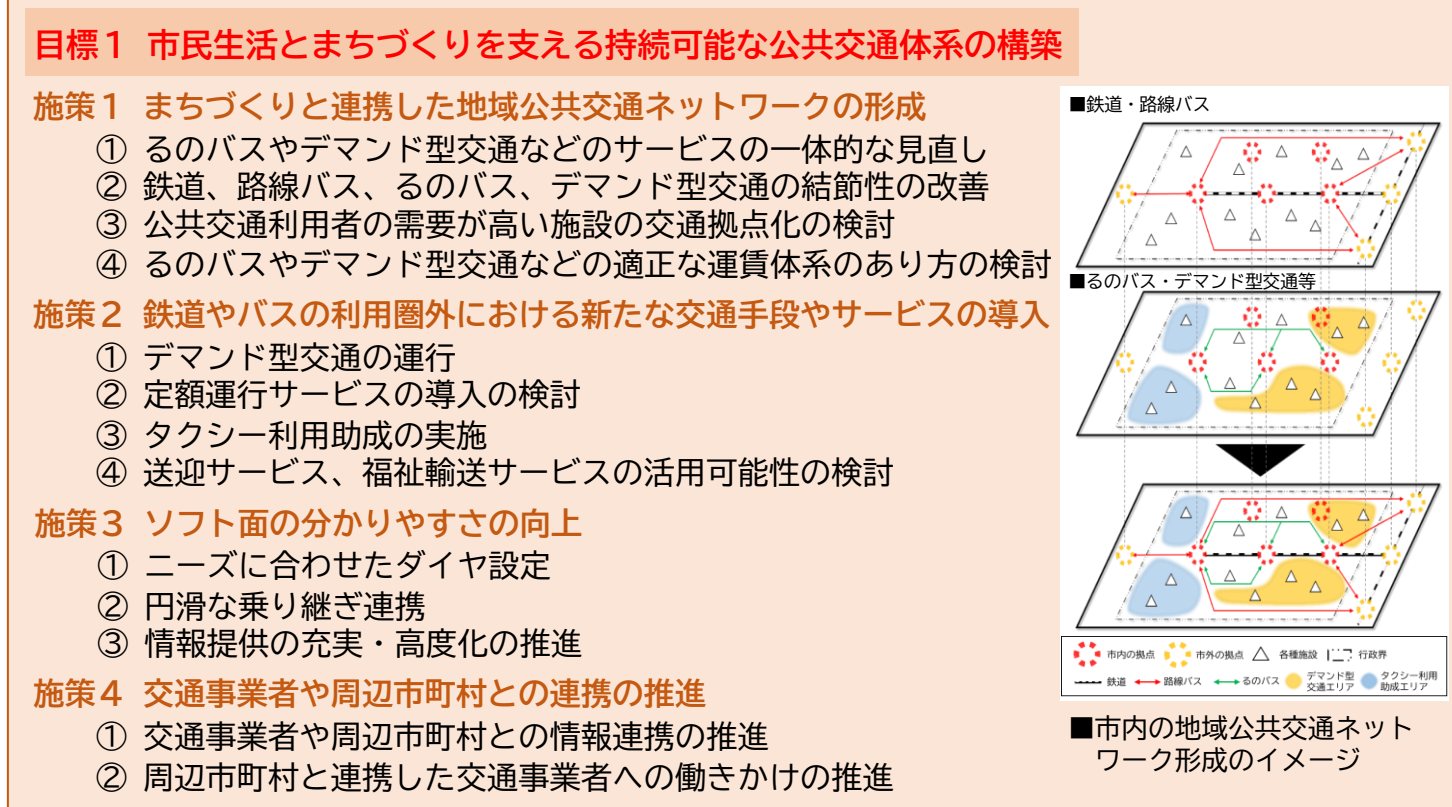 目標１ 市民生活とまちづくりを支える持続可能な公共交通体系の構築
施策１ まちづくりと連携した地域公共交通ネットワークの形成
① るのバスやデマンド型交通などのサービスの一体的な見直し
② 鉄道、路線バス、るのバス、デマンド型交通の結節性の改善
③ 公共交通利用者の需要が高い施設の交通拠点化の検討
④ るのバスやデマンド型交通などの適正な運賃体系のあり方の検討
施策２ 鉄道やバスの利用圏外における新たな交通手段やサービスの導入
① デマンド型交通の運行
② 定額運行サービスの導入の検討
③ タクシー利用助成の実施
④ 送迎サービス、福祉輸送サービスの活用可能性の検討
施策３ ソフト面の分かりやすさの向上
① ニーズに合わせたダイヤ設定
② 円滑な乗り継ぎ連携
③ 情報提供の充実・高度化の推進
施策４ 交通事業者や周辺市町村との連携の推進
① 交通事業者や周辺市町村との情報連携の推進
② 周辺市町村と連携した交通事業者への働きかけの推進
■鉄道・路線バス
■るのバス・デマンド型交通等
市内の拠点 市外の拠点 各種施設 行政界
鉄道 路線バス るのバス デマンド型交通エリア タクシー利用助成エリア
■市内の地域公共交通ネット
ワーク形成のイメージ